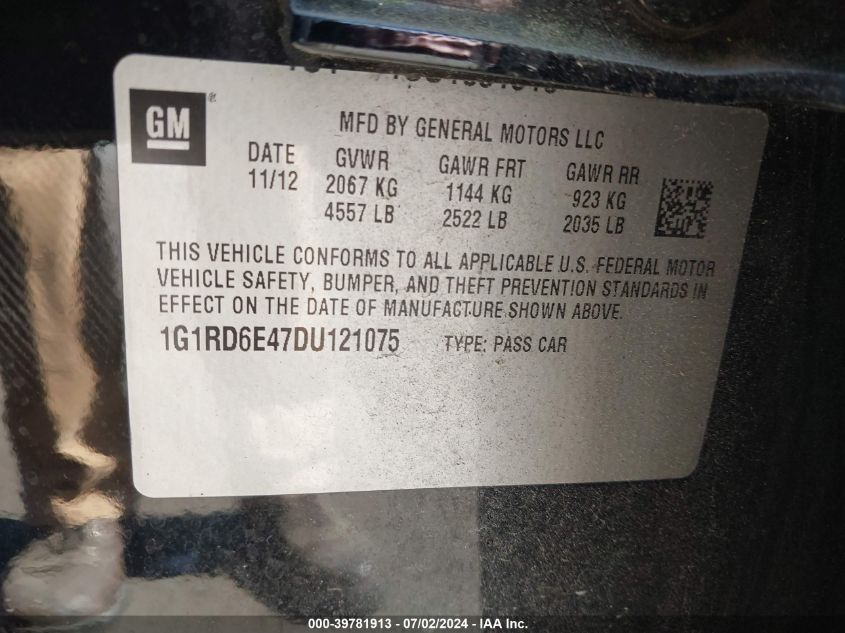 GM®
MFD BY GENERAL MOTORS LLC
DATE GVWR GAWR FRT GAWR RR
11/12 2067 KG 1144 KG 923 KG
4557 LB 2522 LB 2035 LB
THIS VEHICLE CONFORMS TO ALL APPLICABLE U.S. FEDERAL MOTOR
VEHICLE SAFETY, BUMPER, AND THEFT PREVENTION STANDARDS IN
EFFECT ON THE DATE OF MANUFACTURE SHOWN ABOVE.
1G1RD6E47DU121075 TYPE: PASS CAR
000-39781913 - 07/02/2024 - IAA Inc.